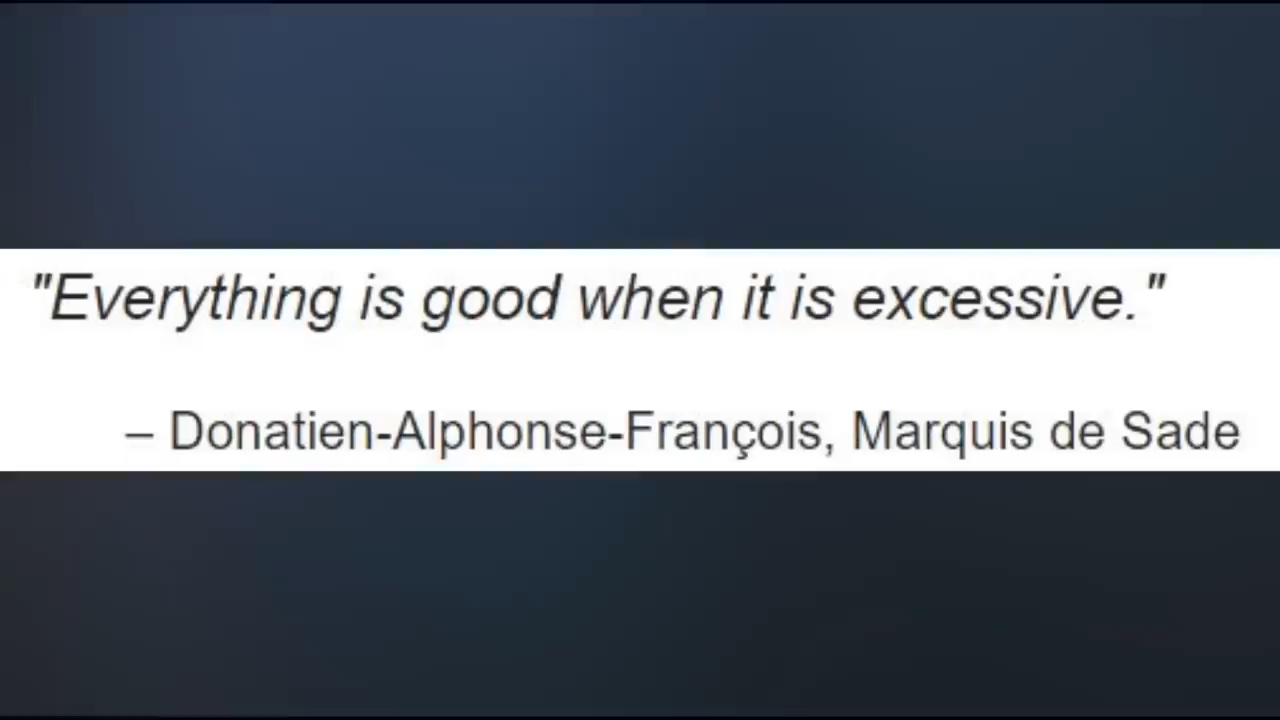 "Everything is good when it is excessive."
– Donatien-Alphonse-François, Marquis de Sade